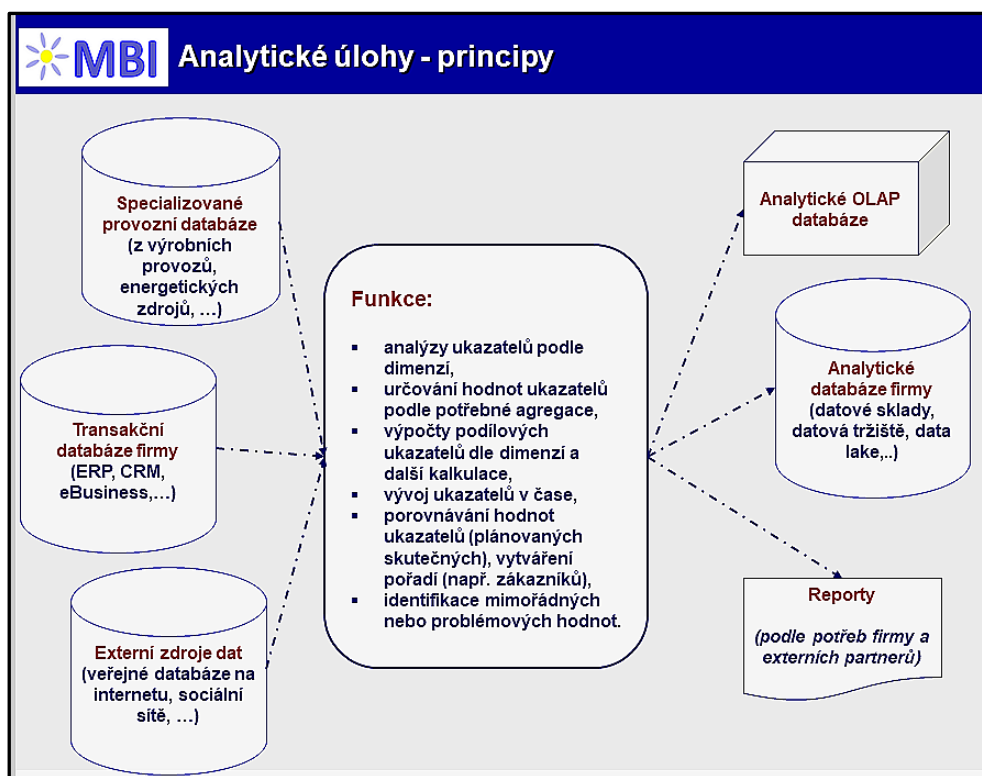 MBI
Analytické úlohy - principy
Specializované
provozní databáze
(z výrobních
provozů,
energetických
zdrojů, …)
Transakční
databáze firmy
(ERP, CRM,
eBusiness,…)
Externí zdroje dat
(veřejné databáze na
internetu, sociální
sítě, …)
Funkce:
▪ analýzy ukazatelů podle
dimenzí,
▪ určování hodnot ukazatelů
podle potřebné agregace,
▪ výpočty podílových
ukazatelů dle dimenzí a
další kalkulace,
▪ vývoj ukazatelů v čase,
▪ porovnávání hodnot
ukazatelů (plánovaných
skutečných), vytváření
pořadí (např. zákazníků),
▪ identifikace mimořádných
nebo problémových hodnot.
Analytické OLAP
databáze
Analytické
databáze firmy
(datové sklady,
datová tržiště, data
lake,..)
Reporty
(podle potřeb firmy a
externích partnerů)